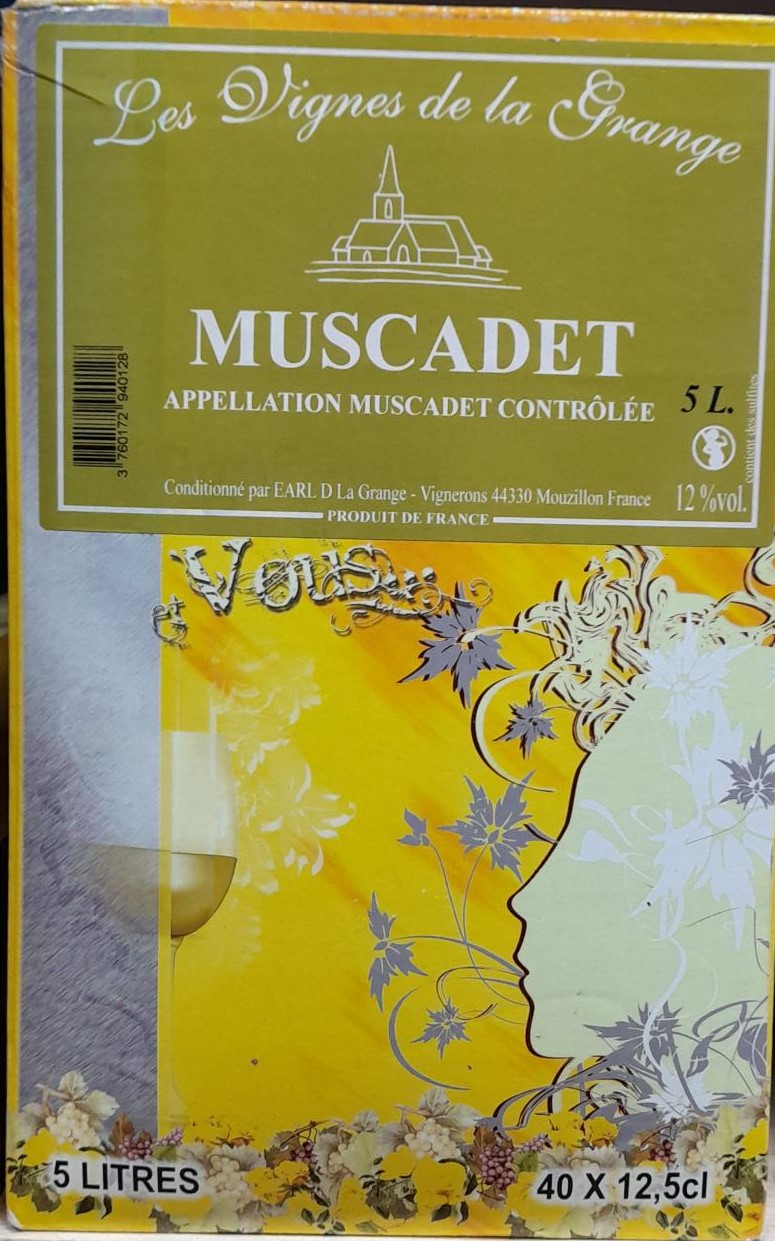 Les Vignes de la Grange
MUSCADET
APPELLATION MUSCADET CONTRÔLÉE
5 L.
3 760172 940128
contient des sulfites
Conditionné par EARL D La Grange - Vignerons 44330 Mouzillon France
12 %vol.
PRODUIT DE FRANCE
et Vous...
5 LITRES
40 X 12,5cl